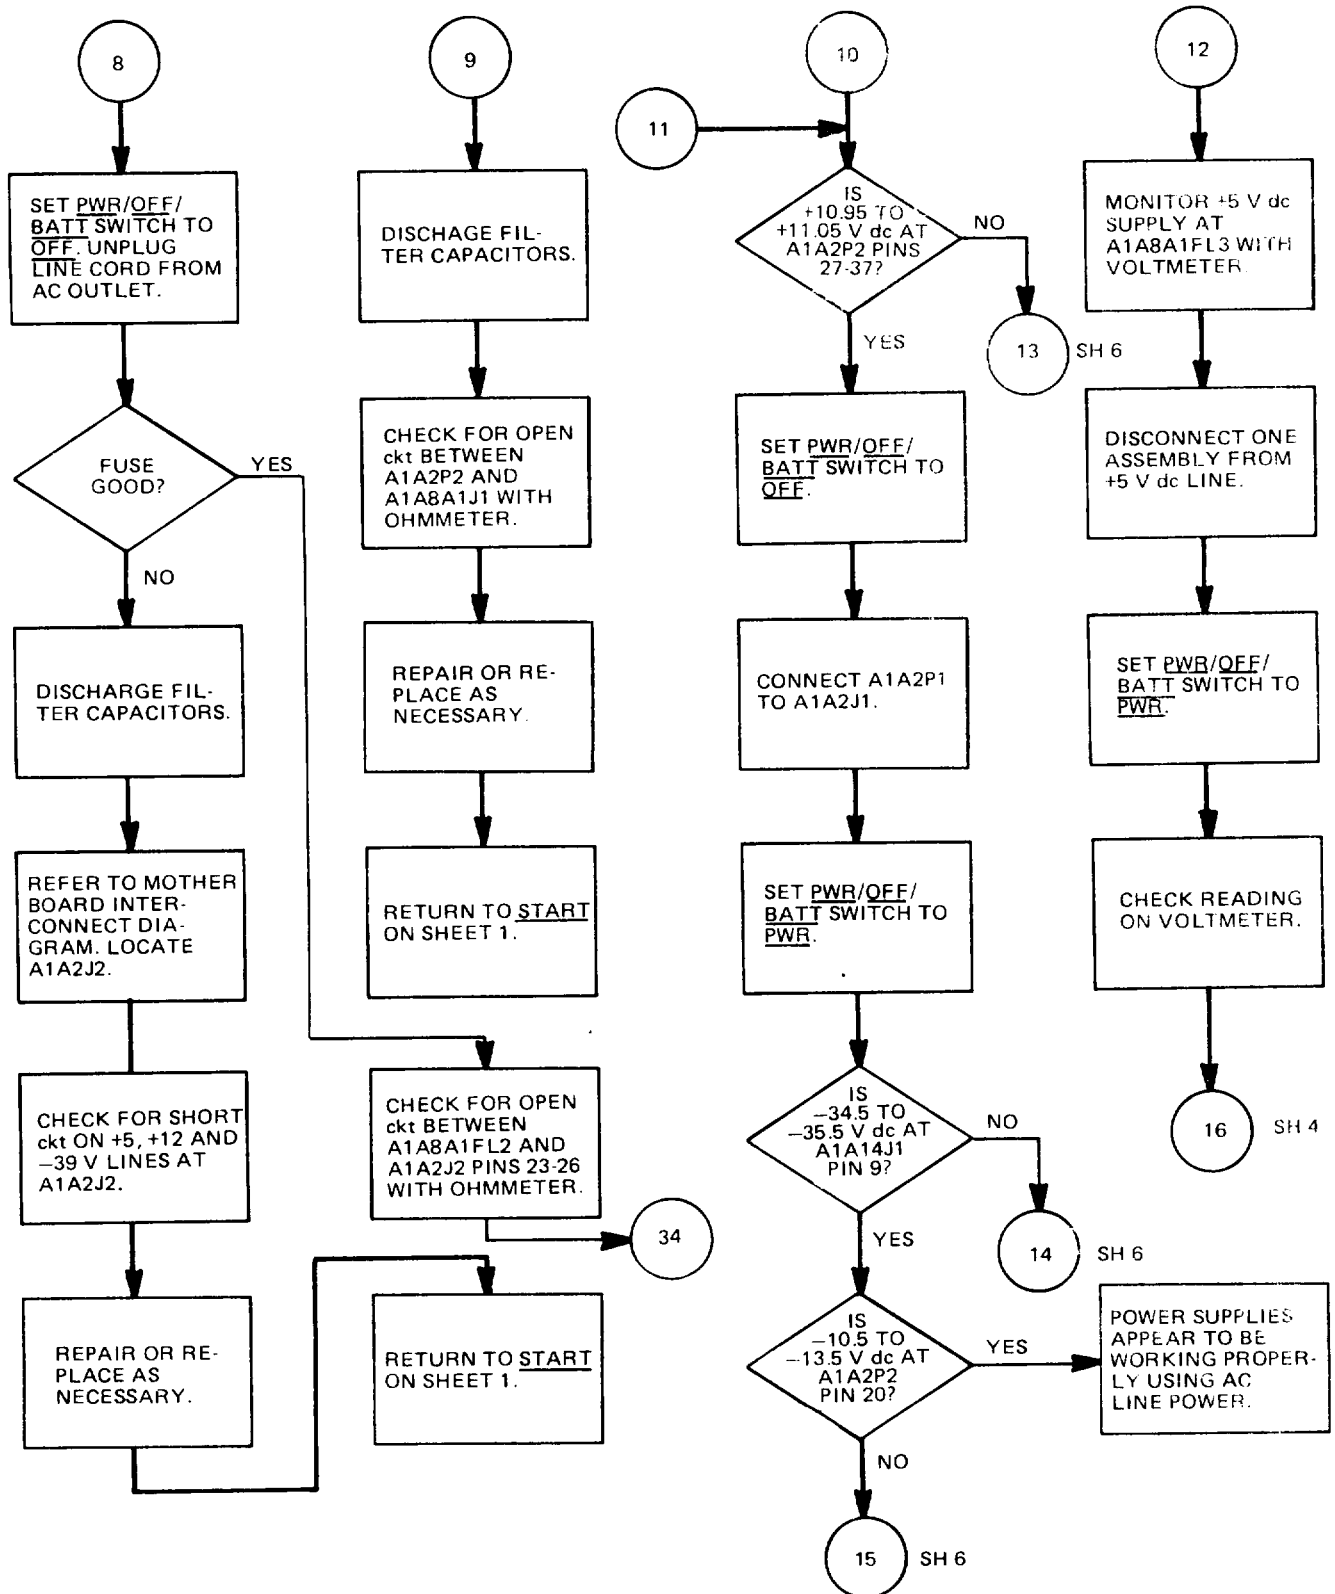 8
SET PWR/OFF/
BATT SWITCH TO
OFF. UNPLUG
LINE CORD FROM
AC OUTLET.
FUSE
GOOD?
YES
NO
DISCHARGE FIL-
TER CAPACITORS.
REFER TO MOTHER
BOARD INTER-
CONNECT DIA-
GRAM. LOCATE
A1A2J2.
CHECK FOR SHORT
ckt ON +5, +12 AND
−39 V LINES AT
A1A2J2.
REPAIR OR RE-
PLACE AS
NECESSARY.
9
DISCHAGE FIL-
TER CAPACITORS.
CHECK FOR OPEN
ckt BETWEEN
A1A2P2 AND
A1A8A1J1 WITH
OHMMETER.
REPAIR OR RE-
PLACE AS
NECESSARY.
RETURN TO START
ON SHEET 1.
CHECK FOR OPEN
ckt BETWEEN
A1A8A1FL2 AND
A1A2J2 PINS 23-26
WITH OHMMETER.
34
RETURN TO START
ON SHEET 1.
10
11
IS
+10.95 TO
+11.05 V dc AT
A1A2P2 PINS
27-37?
NO
13
SH 6
YES
SET PWR/OFF/
BATT SWITCH TO
OFF.
CONNECT A1A2P1
TO A1A2J1.
SET PWR/OFF/
BATT SWITCH TO
PWR.
IS
−34.5 TO
−35.5 V dc AT
A1A14J1
PIN 9?
NO
14
SH 6
YES
IS
−10.5 TO
−13.5 V dc AT
A1A2P2
PIN 20?
YES
POWER SUPPLIES
APPEAR TO BE
WORKING PROPER-
LY USING AC
LINE POWER.
NO
15
SH 6
12
MONITOR +5 V dc
SUPPLY AT
A1A8A1FL3 WITH
VOLTMETER.
DISCONNECT ONE
ASSEMBLY FROM
+5 V dc LINE.
SET PWR/OFF/
BATT SWITCH TO
PWR.
CHECK READING
ON VOLTMETER.
16
SH 4